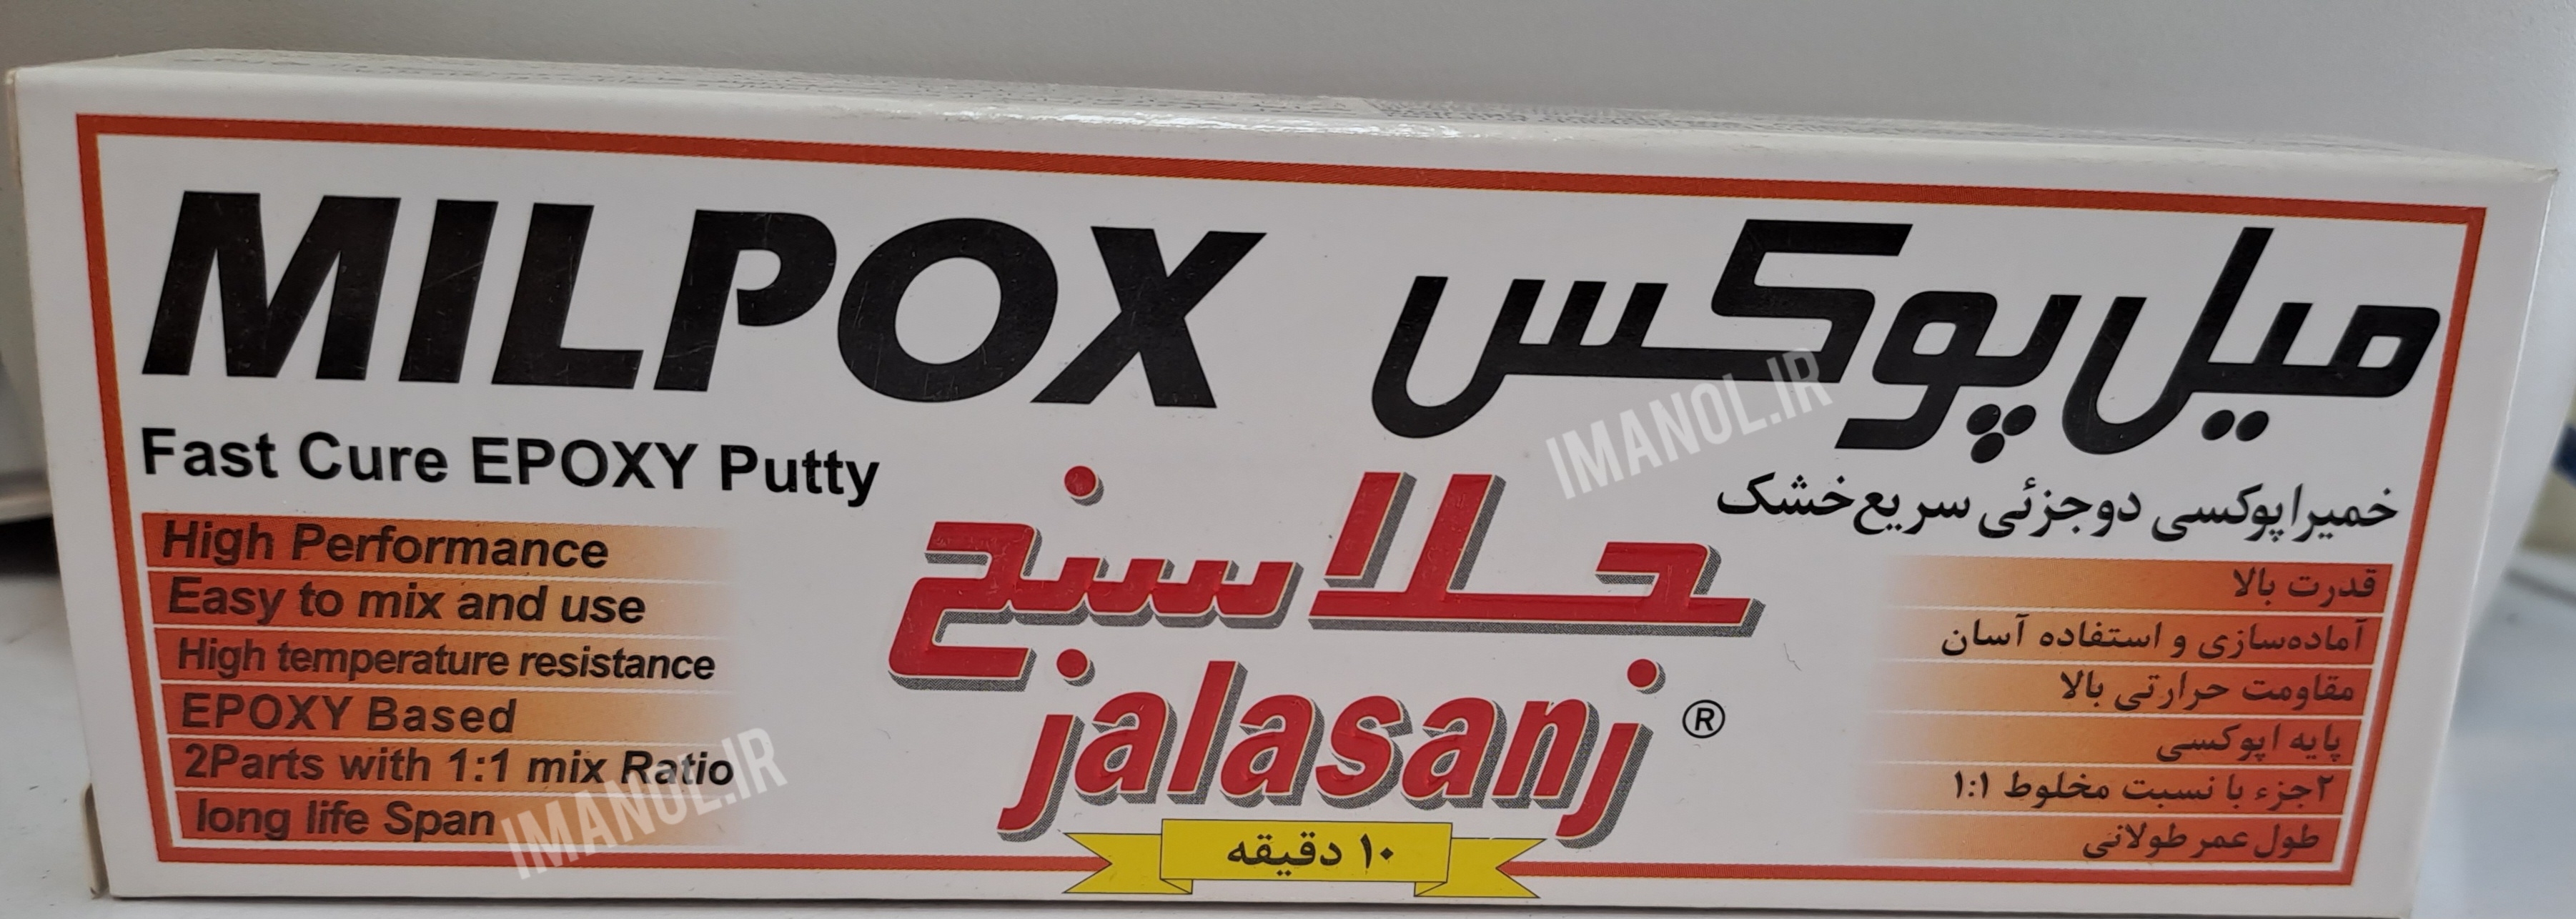 MILPOX
میل پوکس
Fast Cure EPOXY Putty
خمیر اپوکسی دوجزئی سریع خشک
High Performance
Easy to mix and use
High temperature resistance
EPOXY Based
2Parts with 1:1 mix Ratio
long life Span
جلاسنج
jalasanj ®
۱۰ دقیقه
قدرت بالا
آماده‌سازی و استفاده آسان
مقاومت حرارتی بالا
پایه اپوکسی
۲جزء با نسبت مخلوط ۱:۱
طول عمر طولانی
IMANOL.IR
IMANOL.IR